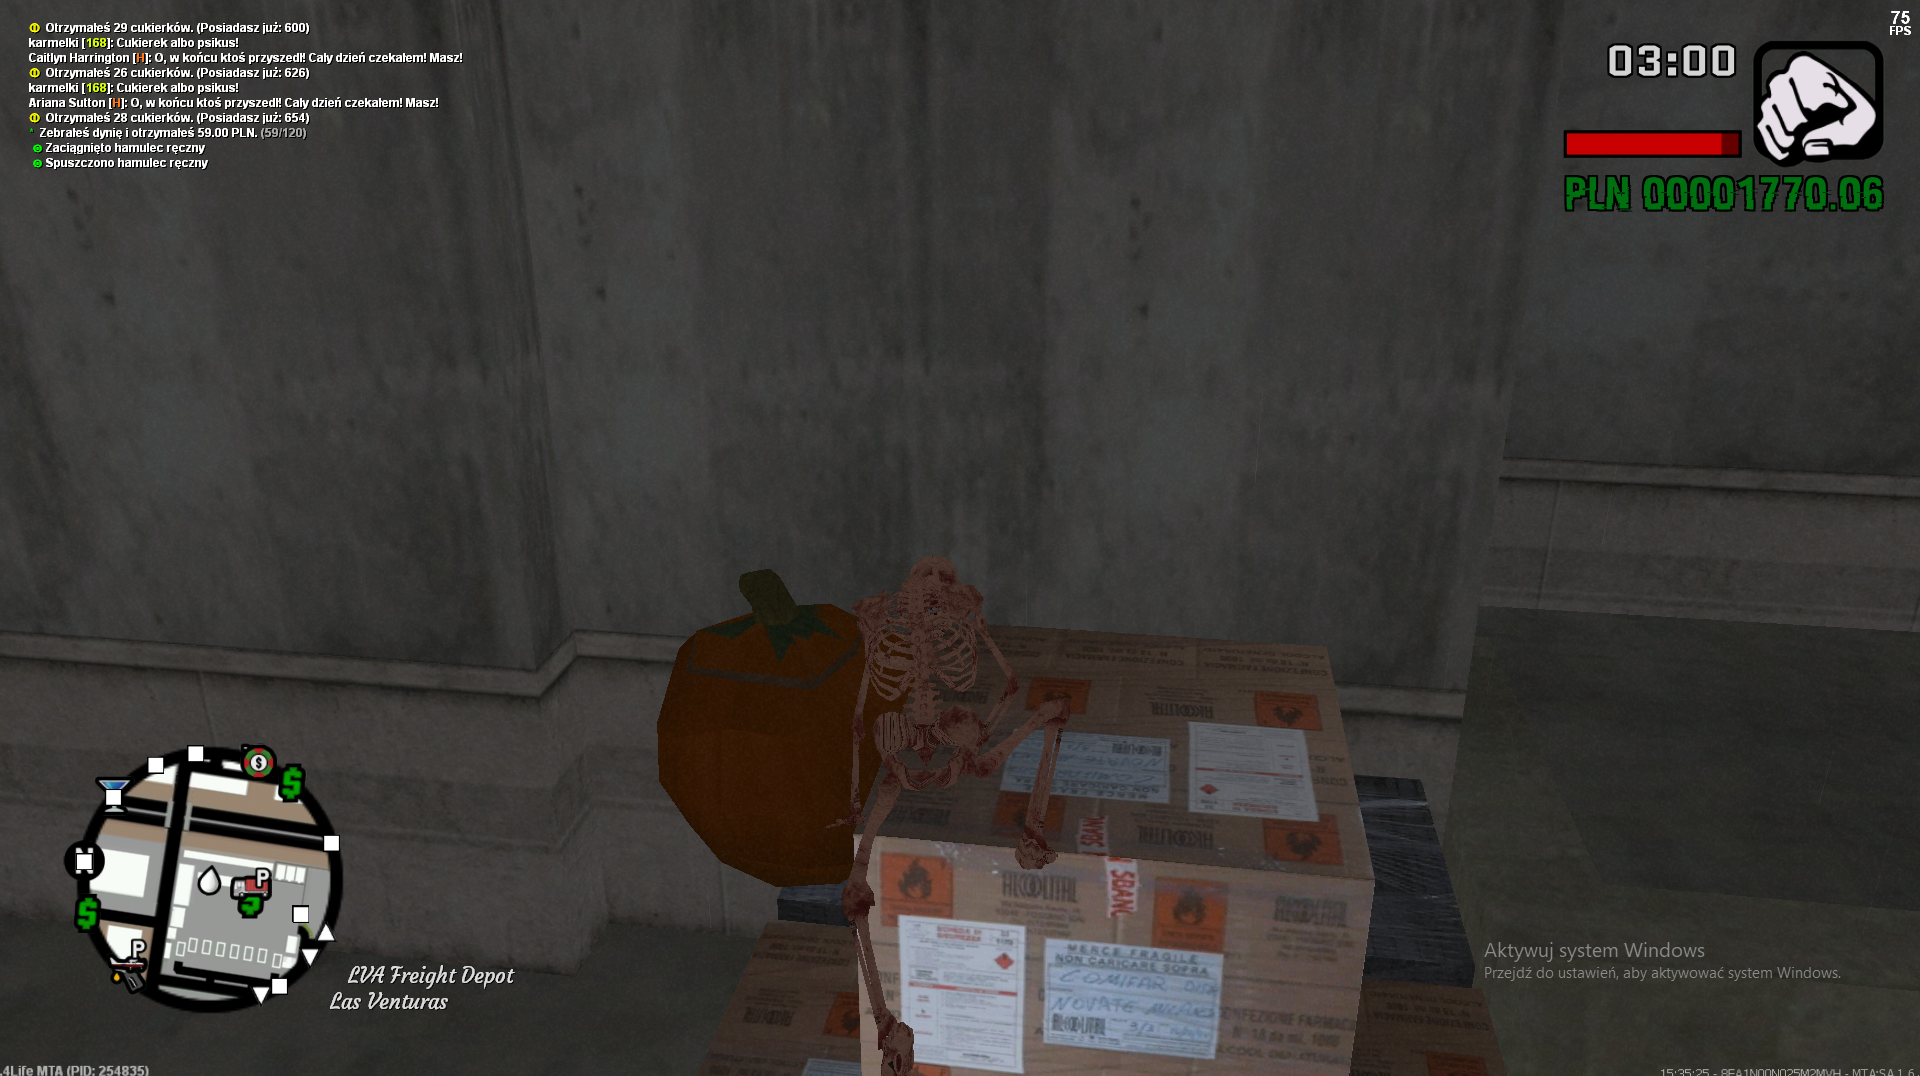 Otrzymałeś 29 cukierków. (Posiadasz już: 600)
karmelki [168]: Cukierek albo psikus!
Caitlyn Harrington [H]: O, w końcu ktoś przyszedł! Cały dzień czekałem! Masz!
Otrzymałeś 26 cukierków. (Posiadasz już: 626)
karmelki [168]: Cukierek albo psikus!
Ariana Sutton [H]: O, w końcu ktoś przyszedł! Cały dzień czekałem! Masz!
Otrzymałeś 28 cukierków. (Posiadasz już: 654)
* Zebrałeś dynię i otrzymałeś 59.00 PLN. (59/120)
Zaciągnięto hamulec ręczny
Spuszczono hamulec ręczny
75
FPS
03:00
PLN 00001770.06
ALCOOLITAL
MERCE FRAGILE
NON CARICARE SOPRA
COMIFAR
NOVATE
P
P
LVA Freight Depot
Las Venturas
Aktywuj system Windows
Przejdź do ustawień, aby aktywować system Windows.
.4Life MTA (PID: 254835)